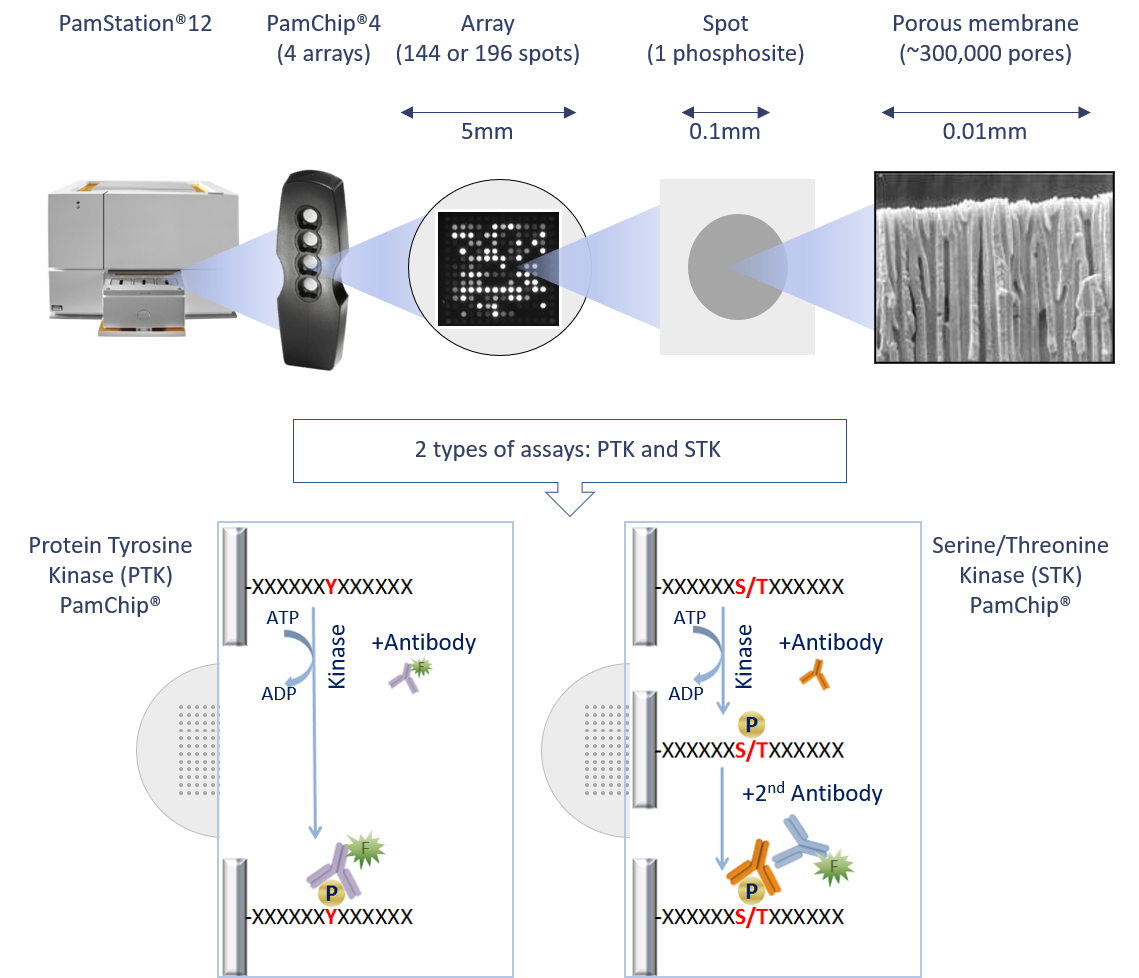 PamStation®12
PamChip®4
(4 arrays)
Array
(144 or 196 spots)
Spot
(1 phosphosite)
Porous membrane
(~300,000 pores)
5mm
0.1mm
0.01mm
2 types of assays: PTK and STK
Protein Tyrosine
Kinase (PTK)
PamChip®
-XXXXXXYXXXXXX
ATP
ADP
Kinase
+Antibody
F
F
P
-XXXXXXYXXXXXX
Serine/Threonine
Kinase (STK)
PamChip®
-XXXXXXS/TXXXXXX
ATP
ADP
Kinase
+Antibody
P
-XXXXXXS/TXXXXXX
+2nd Antibody
F
P
-XXXXXXS/TXXXXXX